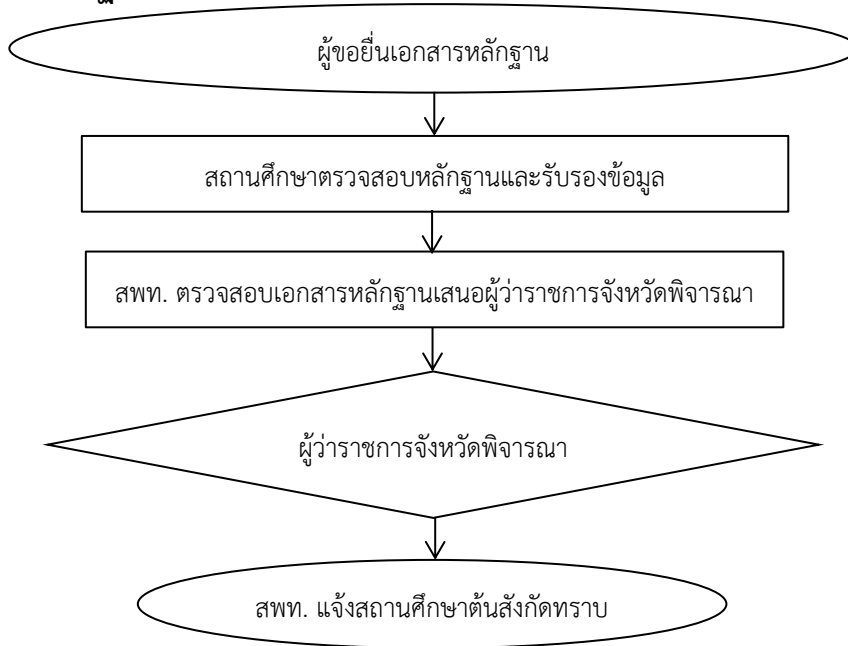 ผู้ขอยื่นเอกสารหลักฐาน
สถานศึกษาตรวจสอบหลักฐานและรับรองข้อมูล
สพท. ตรวจสอบเอกสารหลักฐานเสนอผู้ว่าราชการจังหวัดพิจารณา
ผู้ว่าราชการจังหวัดพิจารณา
สพท. แจ้งสถานศึกษาต้นสังกัดทราบ